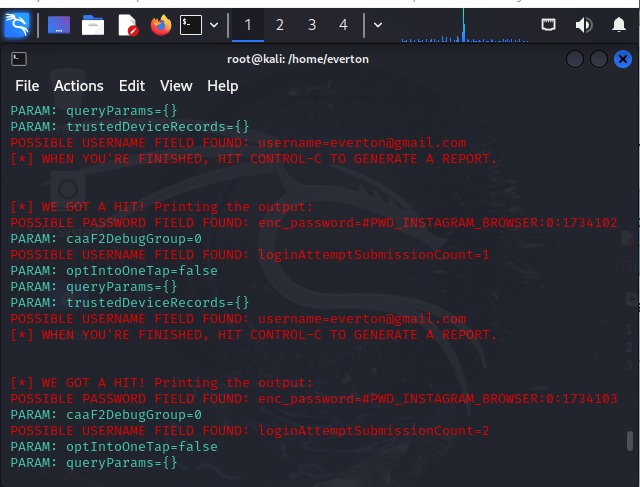 1 2 3 4
root@kali: /home/everton
File Actions Edit View Help
PARAM: queryParams={}
PARAM: trustedDeviceRecords={}
POSSIBLE USERNAME FIELD FOUND: username=everton@gmail.com
[*] WHEN YOU'RE FINISHED, HIT CONTROL-C TO GENERATE A REPORT.
[*] WE GOT A HIT! Printing the output:
POSSIBLE PASSWORD FIELD FOUND: enc_password=#PWD_INSTAGRAM_BROWSER:0:1734102
PARAM: caaF2DebugGroup=0
POSSIBLE USERNAME FIELD FOUND: loginAttemptSubmissionCount=1
PARAM: optIntoOneTap=false
PARAM: queryParams={}
PARAM: trustedDeviceRecords={}
POSSIBLE USERNAME FIELD FOUND: username=everton@gmail.com
[*] WHEN YOU'RE FINISHED, HIT CONTROL-C TO GENERATE A REPORT.
[*] WE GOT A HIT! Printing the output:
POSSIBLE PASSWORD FIELD FOUND: enc_password=#PWD_INSTAGRAM_BROWSER:0:1734103
PARAM: caaF2DebugGroup=0
POSSIBLE USERNAME FIELD FOUND: loginAttemptSubmissionCount=2
PARAM: optIntoOneTap=false
PARAM: queryParams={}